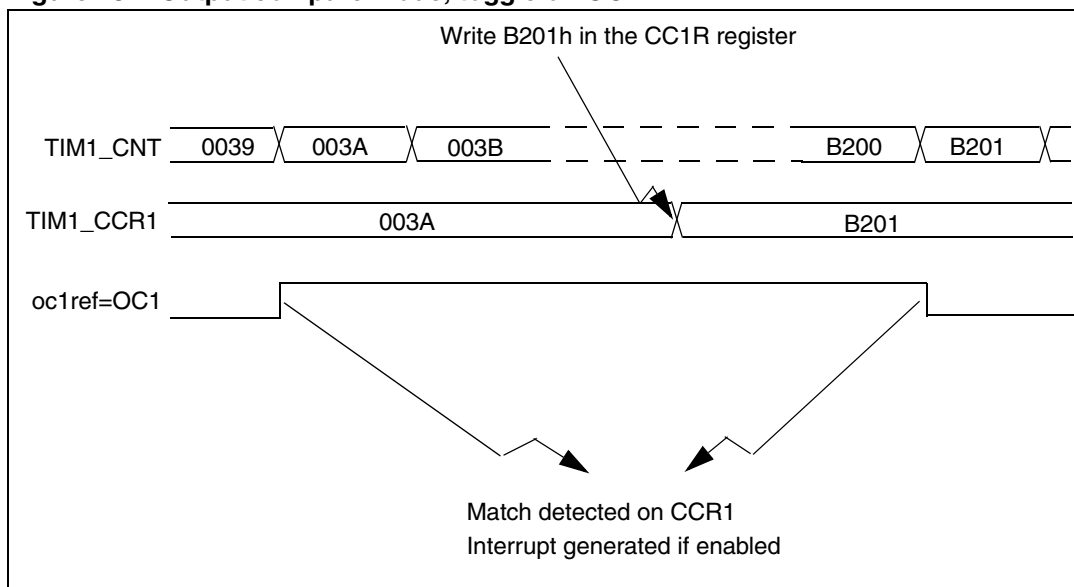 Write B201h in the CC1R register
TIM1_CNT 0039 003A 003B B200 B201
TIM1_CCR1 003A B201
oc1ref=OC1
Match detected on CCR1
Interrupt generated if enabled